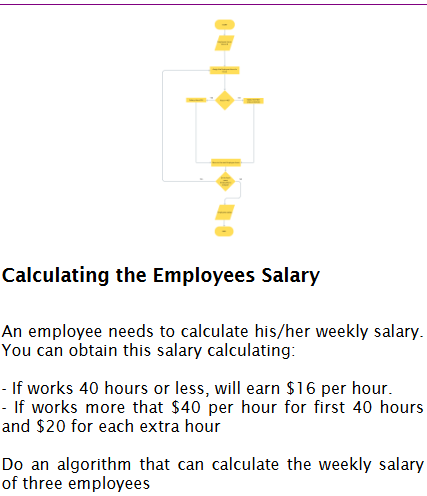 Calculating the Employees Salary
An employee needs to calculate his/her weekly salary.
You can obtain this salary calculating:
- If works 40 hours or less, will earn $16 per hour.
- If works more that $40 per hour for first 40 hours
and $20 for each extra hour
Do an algorithm that can calculate the weekly salary
of three employees